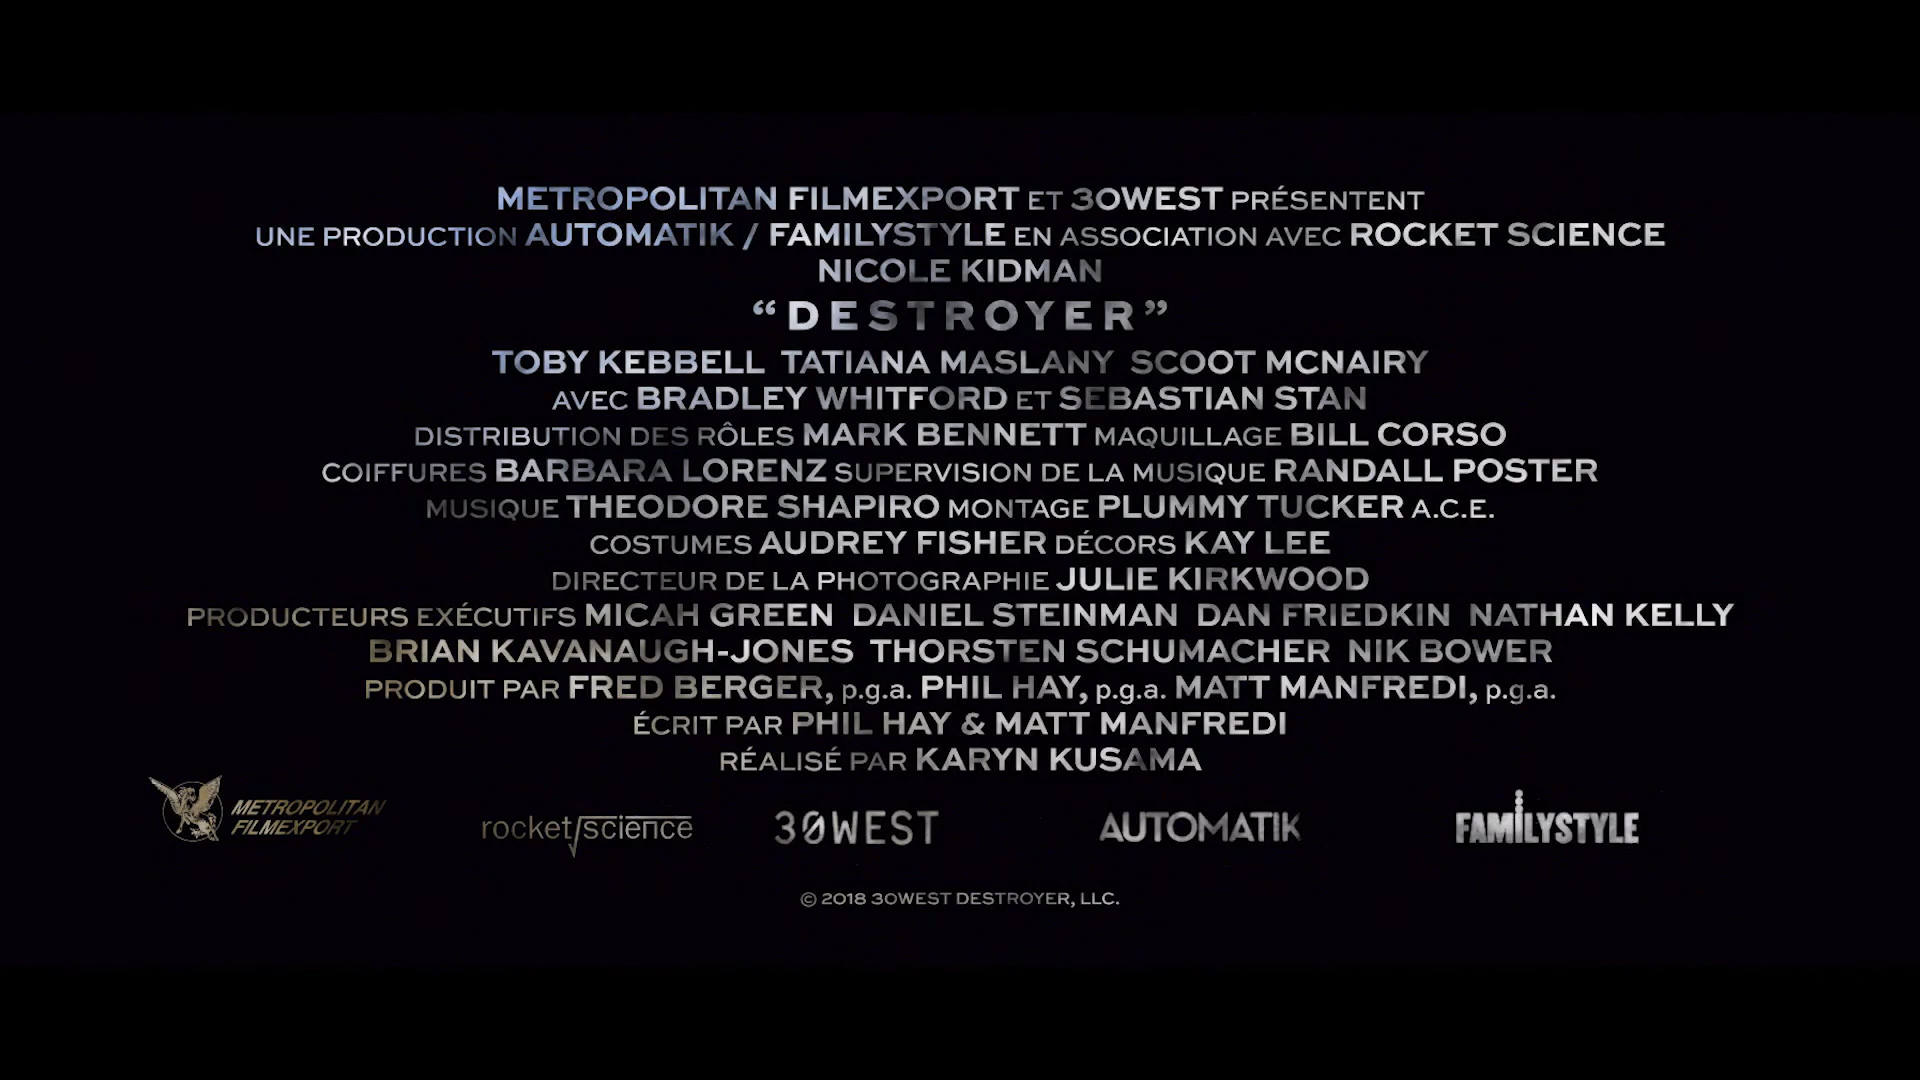 METROPOLITAN FILMEXPORT ET 30WEST PRÉSENTENT
UNE PRODUCTION AUTOMATIK / FAMILYSTYLE EN ASSOCIATION AVEC ROCKET SCIENCE
NICOLE KIDMAN
“DESTROYER”
TOBY KEBBELL TATIANA MASLANY SCOOT MCNAIRY
AVEC BRADLEY WHITFORD ET SEBASTIAN STAN
DISTRIBUTION DES RÔLES MARK BENNETT MAQUILLAGE BILL CORSO
COIFFURES BARBARA LORENZ SUPERVISION DE LA MUSIQUE RANDALL POSTER
MUSIQUE THEODORE SHAPIRO MONTAGE PLUMMY TUCKER A.C.E.
COSTUMES AUDREY FISHER DÉCORS KAY LEE
DIRECTEUR DE LA PHOTOGRAPHIE JULIE KIRKWOOD
PRODUCTEURS EXÉCUTIFS MICAH GREEN DANIEL STEINMAN DAN FRIEDKIN NATHAN KELLY
BRIAN KAVANAUGH-JONES THORSTEN SCHUMACHER NIK BOWER
PRODUIT PAR FRED BERGER, p.g.a. PHIL HAY, p.g.a. MATT MANFREDI, p.g.a.
ÉCRIT PAR PHIL HAY & MATT MANFREDI
RÉALISÉ PAR KARYN KUSAMA
METROPOLITAN
FILMEXPORT
rocket science
30WEST
AUTOMATIK
FAMILYSTYLE
© 2018 30WEST DESTROYER, LLC.